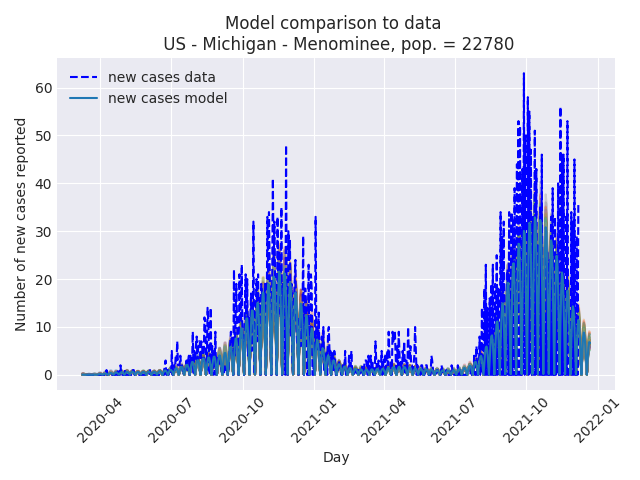 Model comparison to data
US - Michigan - Menominee, pop. = 22780
new cases data
new cases model
Number of new cases reported
60
50
40
30
20
10
0
2020-04
2020-07
2020-10
2021-01
2021-04
2021-07
2021-10
2022-01
Day